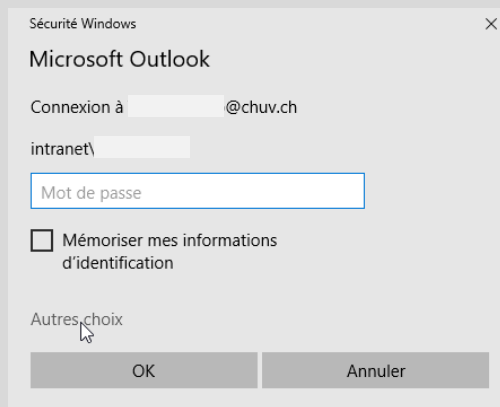 Sécurité Windows
Microsoft Outlook
Connexion à @chuv.ch
intranet\
Mot de passe
Mémoriser mes informations
d'identification
Autres choix
OK
Annuler